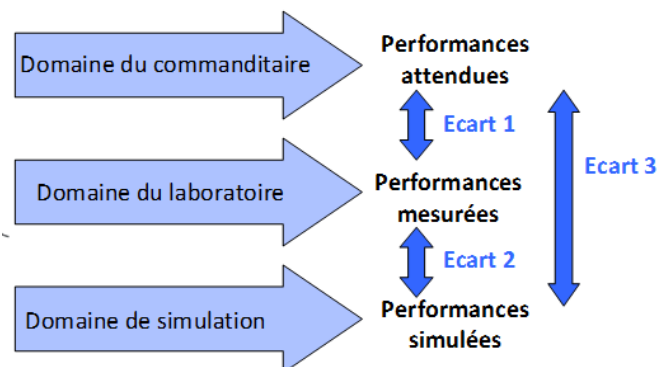 Domaine du commanditaire
Performances
attendues
Ecart 1
Ecart 3
Domaine du laboratoire
Performances
mesurées
Ecart 2
Domaine de simulation
Performances
simulées